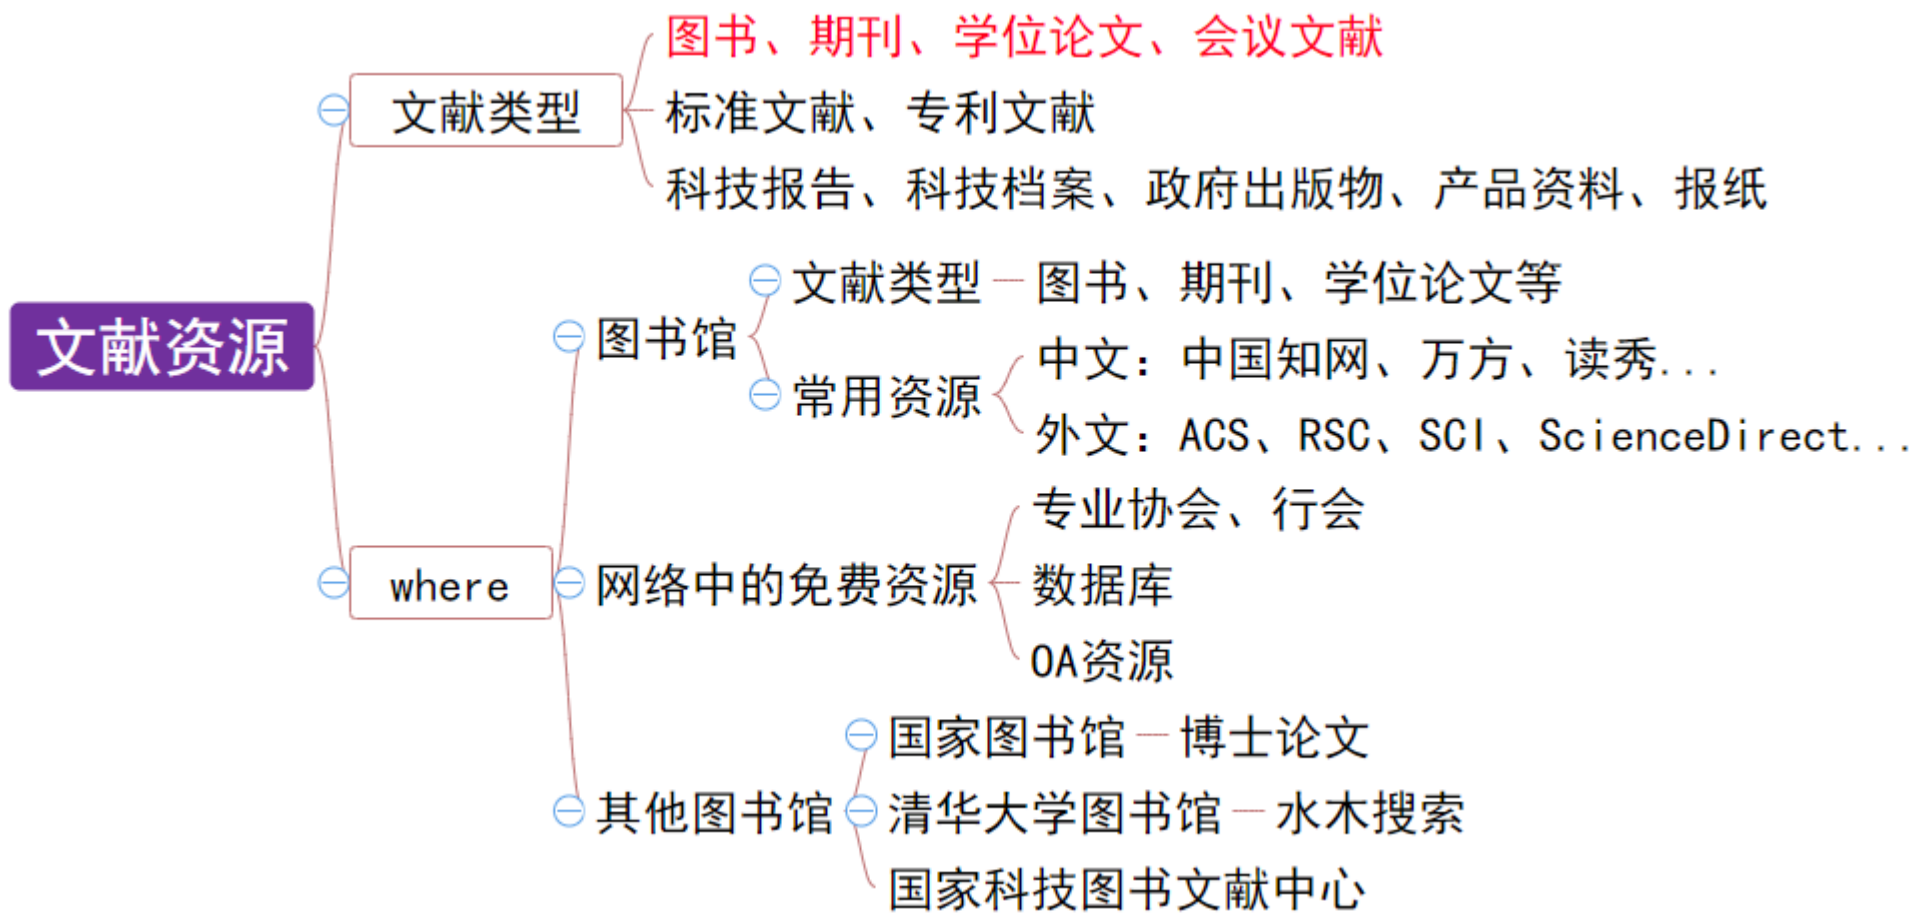 图书、期刊、学位论文、会议文献
文献类型
标准文献、专利文献
科技报告、科技档案、政府出版物、产品资料、报纸
文献资源
文献类型
图书、期刊、学位论文等
图书馆
中文：中国知网、万方、读秀...
常用资源
外文：ACS、RSC、SCI、ScienceDirect...
专业协会、行会
where
网络中的免费资源
数据库
OA资源
国家图书馆
博士论文
其他图书馆
清华大学图书馆
水木搜索
国家科技图书文献中心